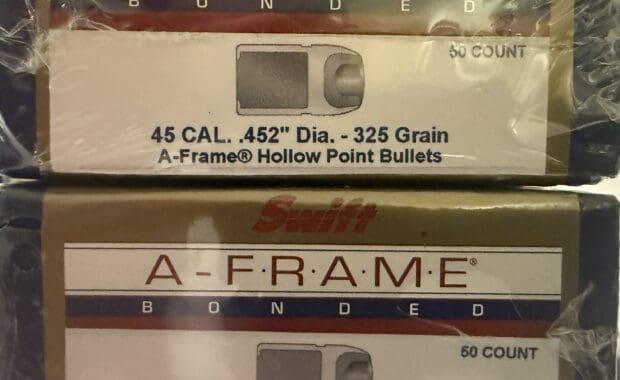 B O N D E D
50 COUNT
45 CAL. .452" Dia. - 325 Grain
A-Frame® Hollow Point Bullets
Swift
A-F·R·A·M·E®
B O N D E D
50 COUNT